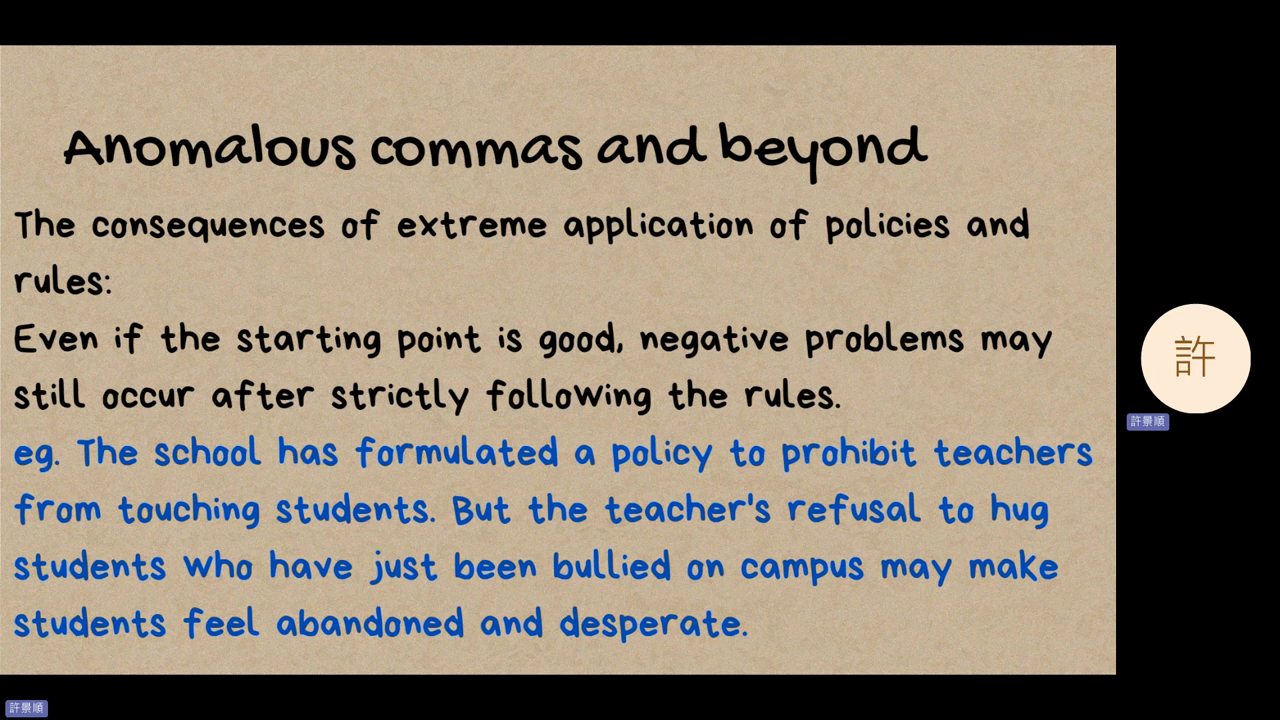 Anomalous commas and beyond
The consequences of extreme application of policies and
rules:
Even if the starting point is good, negative problems may
still occur after strictly following the rules.
eg. The school has formulated a policy to prohibit teachers
from touching students. But the teacher's refusal to hug
students who have just been bullied on campus may make
students feel abandoned and desperate.
許
許景順
許景順